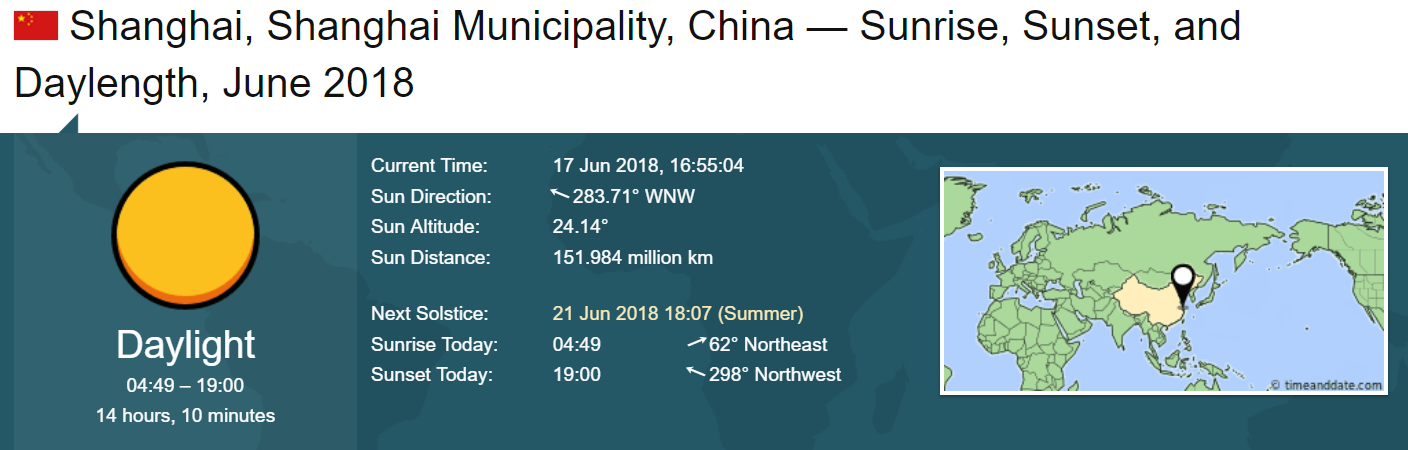 Shanghai, Shanghai Municipality, China — Sunrise, Sunset, and
Daylength, June 2018
Daylight
04:49 – 19:00
14 hours, 10 minutes
Current Time: 17 Jun 2018, 16:55:04
Sun Direction: 283.71° WNW
Sun Altitude: 24.14°
Sun Distance: 151.984 million km
Next Solstice: 21 Jun 2018 18:07 (Summer)
Sunrise Today: 04:49 62° Northeast
Sunset Today: 19:00 298° Northwest
© timeanddate.com